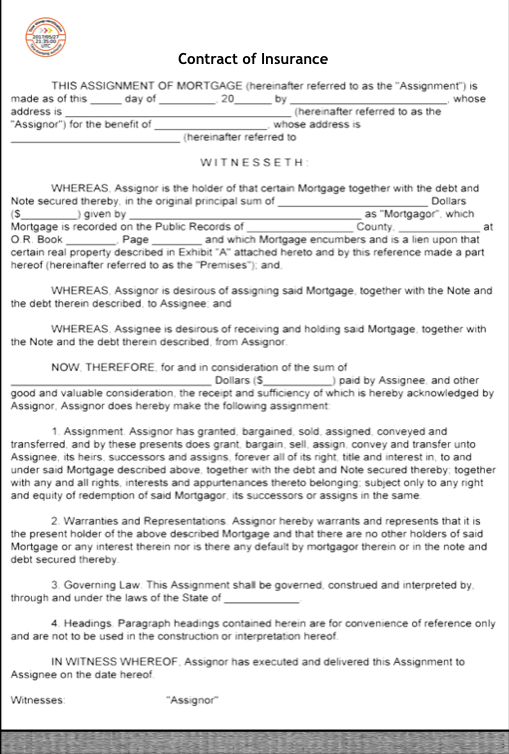 2017/05/27
21:35:00
UTC
Contract of Insurance
THIS ASSIGNMENT OF MORTGAGE (hereinafter referred to as the "Assignment") is
made as of this ______ day of __________, 20______ by __________________________, whose
address is ____________________________________ (hereinafter referred to as the
"Assignor") for the benefit of __________________, whose address is
___________________________ (hereinafter referred to
WITNESSETH:
WHEREAS, Assignor is the holder of that certain Mortgage together with the debt and
Note secured thereby, in the original principal sum of ________________________ Dollars
($_________) given by _____________________________________ as "Mortgagor", which
Mortgage is recorded on the Public Records of _________________ County, _____________ at
O.R. Book ________, Page ________ and which Mortgage encumbers and is a lien upon that
certain real property described in Exhibit "A" attached hereto and by this reference made a part
hereof (hereinafter referred to as the "Premises"); and,
WHEREAS, Assignor is desirous of assigning said Mortgage, together with the Note and
the debt therein described, to Assignee; and
WHEREAS, Assignee is desirous of receiving and holding said Mortgage, together with
the Note and the debt therein described, from Assignor.
NOW, THEREFORE, for and in consideration of the sum of
________________________________ Dollars ($___________) paid by Assignee, and other
good and valuable consideration, the receipt and sufficiency of which is hereby acknowledged by
Assignor, Assignor does hereby make the following assignment:
1. Assignment. Assignor has granted, bargained, sold, assigned, conveyed and
transferred, and by these presents does grant, bargain, sell, assign, convey and transfer unto
Assignee, its heirs, successors and assigns, forever all of its right, title and interest in, to and
under said Mortgage described above, together with the debt and Note secured thereby; together
with any and all rights, interests and appurtenances thereto belonging; subject only to any right
and equity of redemption of said Mortgagor, its successors or assigns in the same.
2. Warranties and Representations. Assignor hereby warrants and represents that it is
the present holder of the above described Mortgage and that there are no other holders of said
Mortgage or any interest therein nor is there any default by mortgagor therein or in the note and
debt secured thereby.
3. Governing Law. This Assignment shall be governed, construed and interpreted by,
through and under the laws of the State of ____________.
4. Headings. Paragraph headings contained herein are for convenience of reference only
and are not to be used in the construction or interpretation hereof.
IN WITNESS WHEREOF, Assignor has executed and delivered this Assignment to
Assignee on the date hereof.
Witnesses: "Assignor"